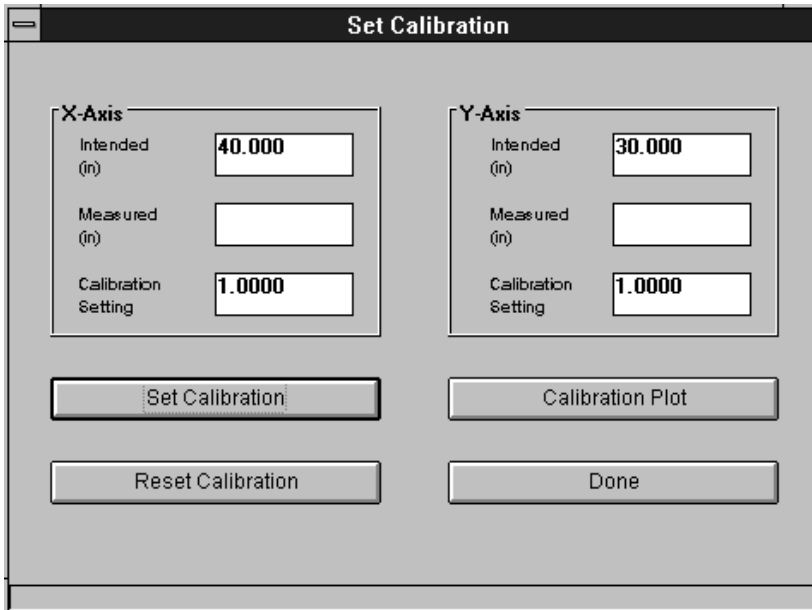 Set Calibration
X-Axis
Intended
(in)
40.000
Measured
(in)
Calibration
Setting
1.0000
Y-Axis
Intended
(in)
30.000
Measured
(in)
Calibration
Setting
1.0000
Set Calibration
Calibration Plot
Reset Calibration
Done